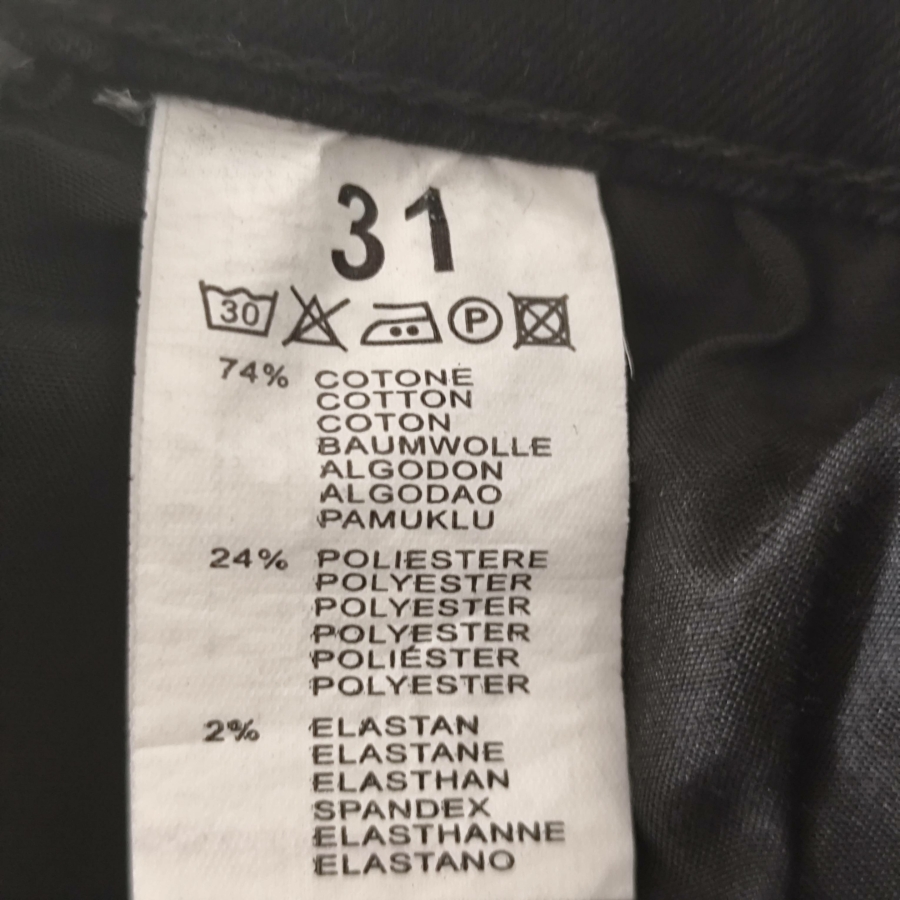 31
30 P
74% COTONE
COTTON
COTON
BAUMWOLLE
ALGODON
ALGODAO
PAMUKLU
24% POLIESTERE
POLYESTER
POLYESTER
POLYESTER
POLIÉSTER
POLYESTER
2% ELASTAN
ELASTANE
ELASTHAN
SPANDEX
ELASTHANNE
ELASTANO